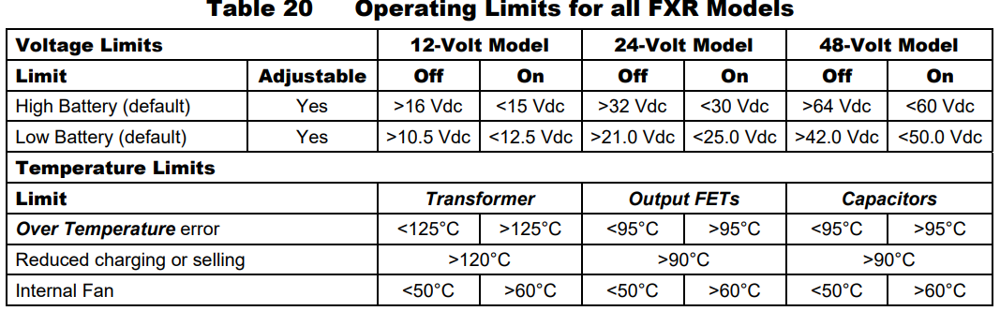 Table 20 Operating Limits for all FXR Models
Voltage Limits 12-Volt Model 24-Volt Model 48-Volt Model
Limit Adjustable Off On Off On Off On
High Battery (default) Yes >16 Vdc <15 Vdc >32 Vdc <30 Vdc >64 Vdc <60 Vdc
Low Battery (default) Yes >10.5 Vdc <12.5 Vdc >21.0 Vdc <25.0 Vdc >42.0 Vdc <50.0 Vdc
Temperature Limits
Limit Transformer Output FETs Capacitors
Over Temperature error <125°C >125°C <95°C >95°C <95°C >95°C
Reduced charging or selling >120°C >90°C >90°C
Internal Fan <50°C >60°C <50°C >60°C <50°C >60°C